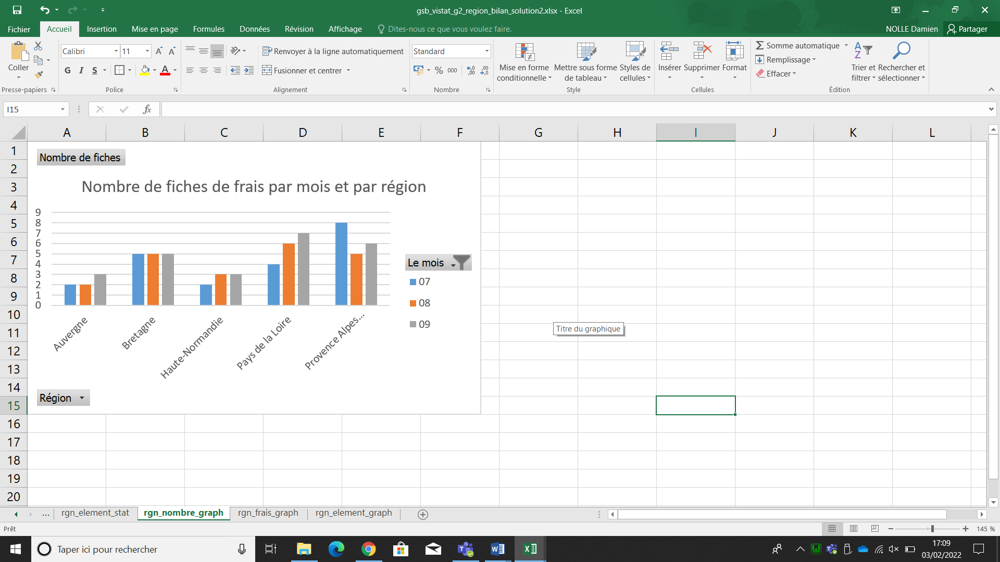 gsb_vistat_g2_region_bilan_solution2.xlsx - Excel
Fichier Accueil Insertion Mise en page Formules Données Révision Affichage Dites-nous ce que vous voulez faire. NOLLE Damien Partager
Coller
Presse-papiers
Calibri 11
G I S A
Police
Renvoyer à la ligne automatiquement
Fusionner et centrer
Alignement
Standard
% 000 ,00 ,00
Nombre
Mise en forme conditionnelle
Mettre sous forme de tableau
Styles de cellules
Style
Insérer Supprimer Format
Cellules
Somme automatique
Remplissage
Effacer
Trier et filtrer
Rechercher et sélectionner
Édition
I15 fx
A B C D E F G H I J K L
1
2
3
4
5
6
7
8
9
10
11
12
13
14
15
16
17
18
19
20
Nombre de fiches
Nombre de fiches de frais par mois et par région
9
8
7
6
5
4
3
2
1
0
Auvergne
Bretagne
Haute-Normandie
Pays de la Loire
Provence Alpes...
Le mois
07
08
09
Région
Titre du graphique
... rgn_element_stat rgn_nombre_graph rgn_frais_graph rgn_element_graph
Prêt 145 %
Taper ici pour rechercher
17:09
03/02/2022